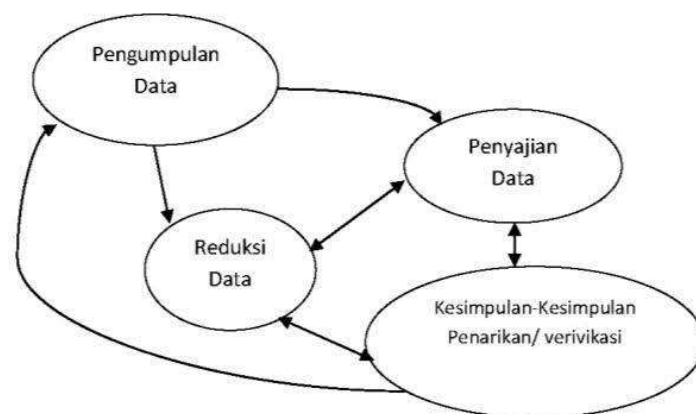 Pengumpulan
Data
Penyajian
Data
Reduksi
Data
Kesimpulan-Kesimpulan
Penarikan/ verivikasi